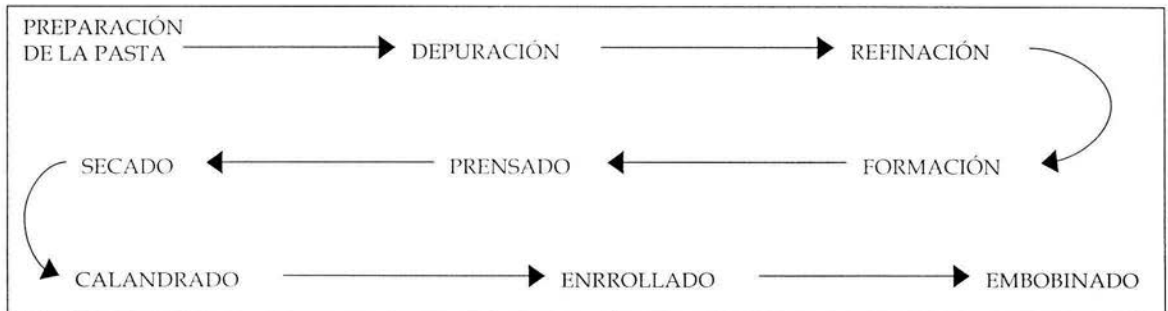 PREPARACIÓN
DE LA PASTA
DEPURACIÓN
REFINACIÓN
SECADO
PRENSADO
FORMACIÓN
CALANDRADO
ENRROLLADO
EMBOBINADO